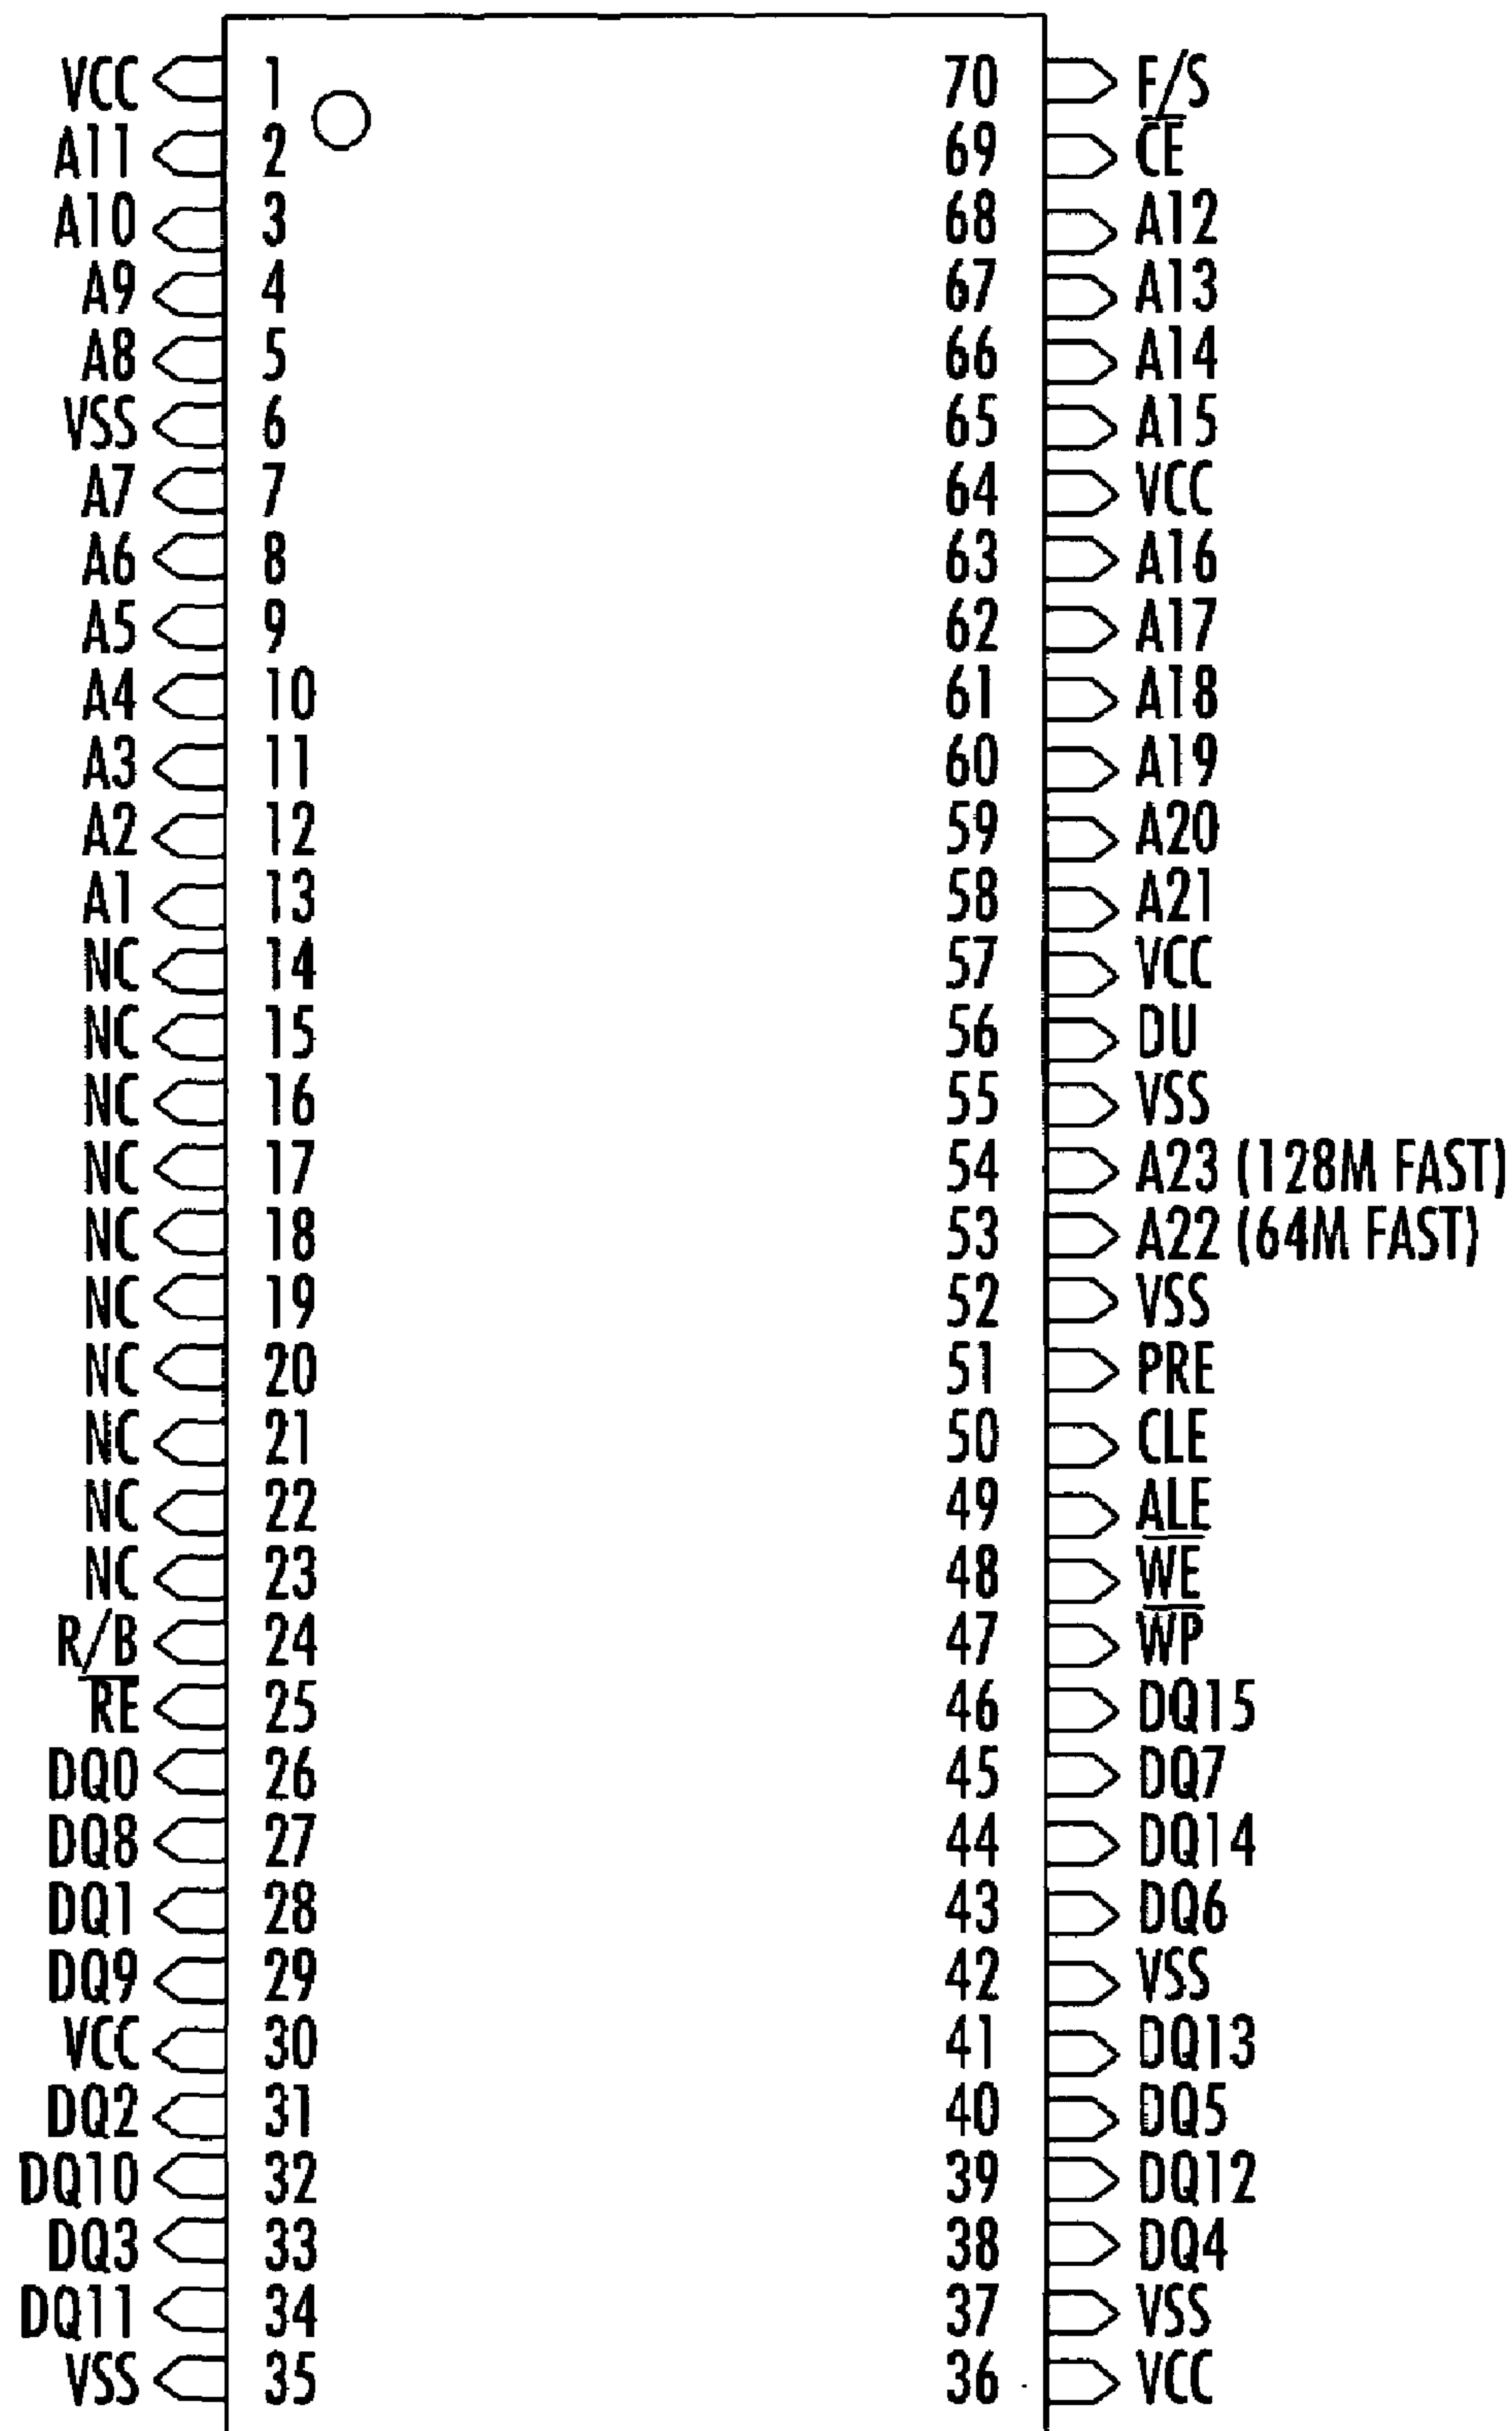 VCC 1 70 F/S
A11 2 69 C̅E̅
A10 3 68 A12
A9 4 67 A13
A8 5 66 A14
VSS 6 65 A15
A7 7 64 VCC
A6 8 63 A16
A5 9 62 A17
A4 10 61 A18
A3 11 60 A19
A2 12 59 A20
A1 13 58 A21
NC 14 57 VCC
NC 15 56 DU
NC 16 55 VSS
NC 17 54 A23 (128M FAST)
NC 18 53 A22 (64M FAST)
NC 19 52 VSS
NC 20 51 PRE
NC 21 50 CLE
NC 22 49 ALE
NC 23 48 W̅E̅
R/B 24 47 W̅P̅
R̅E̅ 25 46 DQ15
DQ0 26 45 DQ7
DQ8 27 44 DQ14
DQ1 28 43 DQ6
DQ9 29 42 VSS
VCC 30 41 DQ13
DQ2 31 40 DQ5
DQ10 32 39 DQ12
DQ3 33 38 DQ4
DQ11 34 37 VSS
VSS 35 36 VCC